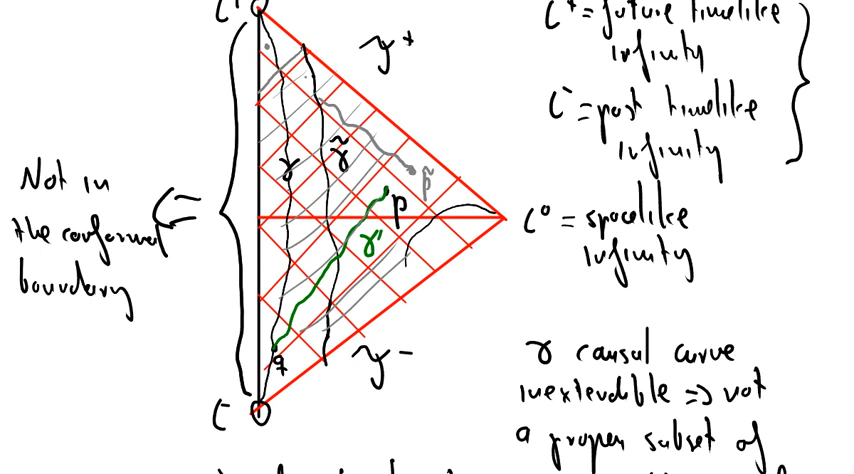 C⁺
C⁺ = future timelike
infinity
C⁻ = past timelike
infinity
C⁰ = spacelike
infinity
Not in
the conformal
boundary
𝒥⁺
γ
γ̃
p̃
p
γ''
q
𝒥⁻
C⁻
γ causal curve
inextendible => not
a proper subset of